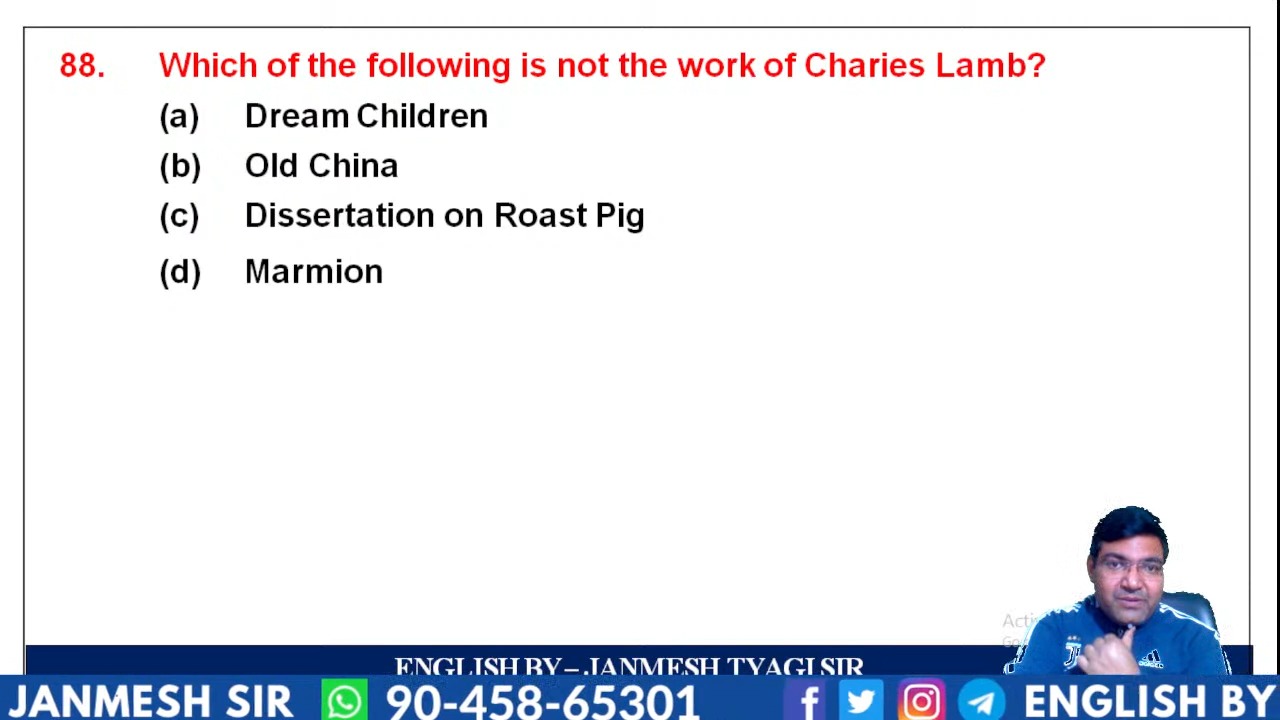 88. Which of the following is not the work of Charies Lamb?
(a) Dream Children
(b) Old China
(c) Dissertation on Roast Pig
(d) Marmion
ENGLISH BY – JANMESH TYAGI SIR
JANMESH SIR 90-458-65301 ENGLISH BY